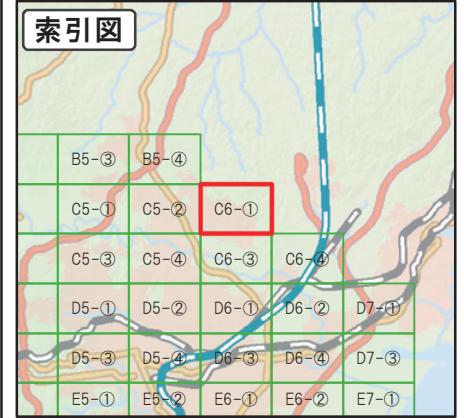 索引図
B5-③ B5-④
C5-① C5-② C6-①
C5-③ C5-④ C6-③ C6-④
D5-① D5-② D6-① D6-② D7-①
D5-③ D5-④ D6-③ D6-④ D7-③
E5-① E5-② E6-① E6-② E7-①